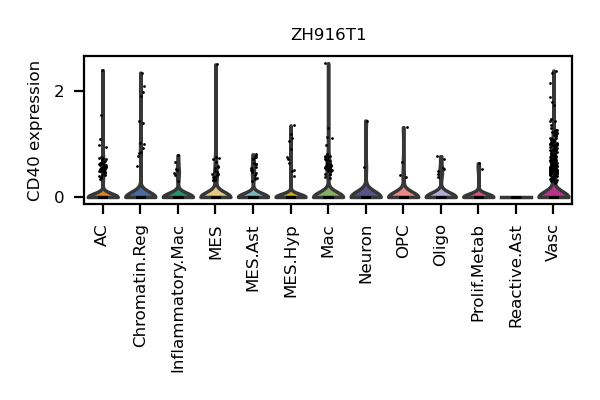 ZH916T1
CD40 expression
2
0
AC
Chromatin.Reg
Inflammatory.Mac
MES
MES.Ast
MES.Hyp
Mac
Neuron
OPC
Oligo
Prolif.Metab
Reactive.Ast
Vasc